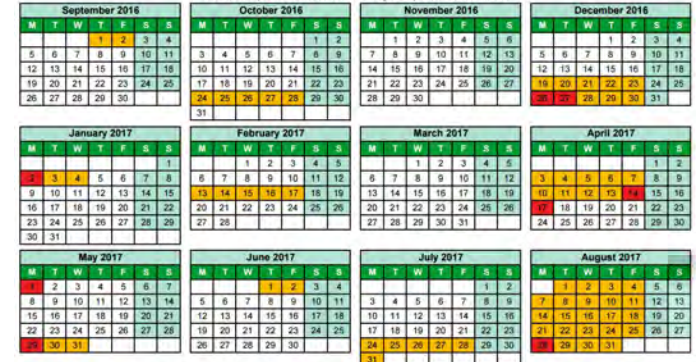 September 2016
M T W T F S S
1 2 3 4
5 6 7 8 9 10 11
12 13 14 15 16 17 18
19 20 21 22 23 24 25
26 27 28 29 30
October 2016
M T W T F S S
1 2
3 4 5 6 7 8 9
10 11 12 13 14 15 16
17 18 19 20 21 22 23
24 25 26 27 28 29 30
31
November 2016
M T W T F S S
1 2 3 4 5 6
7 8 9 10 11 12 13
14 15 16 17 18 19 20
21 22 23 24 25 26 27
28 29 30
December 2016
M T W T F S S
1 2 3 4
5 6 7 8 9 10 11
12 13 14 15 16 17 18
19 20 21 22 23 24 25
26 27 28 29 30 31
January 2017
M T W T F S S
1
2 3 4 5 6 7 8
9 10 11 12 13 14 15
16 17 18 19 20 21 22
23 24 25 26 27 28 29
30 31
February 2017
M T W T F S S
1 2 3 4 5
6 7 8 9 10 11 12
13 14 15 16 17 18 19
20 21 22 23 24 25 26
27 28
March 2017
M T W T F S S
1 2 3 4 5
6 7 8 9 10 11 12
13 14 15 16 17 18 19
20 21 22 23 24 25 26
27 28 29 30 31
April 2017
M T W T F S S
1 2
3 4 5 6 7 8 9
10 11 12 13 14 15 16
17 18 19 20 21 22 23
24 25 26 27 28 29 30
May 2017
M T W T F S S
1 2 3 4 5 6 7
8 9 10 11 12 13 14
15 16 17 18 19 20 21
22 23 24 25 26 27 28
29 30 31
June 2017
M T W T F S S
1 2 3 4
5 6 7 8 9 10 11
12 13 14 15 16 17 18
19 20 21 22 23 24 25
26 27 28 29 30
July 2017
M T W T F S S
1 2
3 4 5 6 7 8 9
10 11 12 13 14 15 16
17 18 19 20 21 22 23
24 25 26 27 28 29 30
31
August 2017
M T W T F S S
1 2 3 4 5 6
7 8 9 10 11 12 13
14 15 16 17 18 19 20
21 22 23 24 25 26 27
28 29 30 31